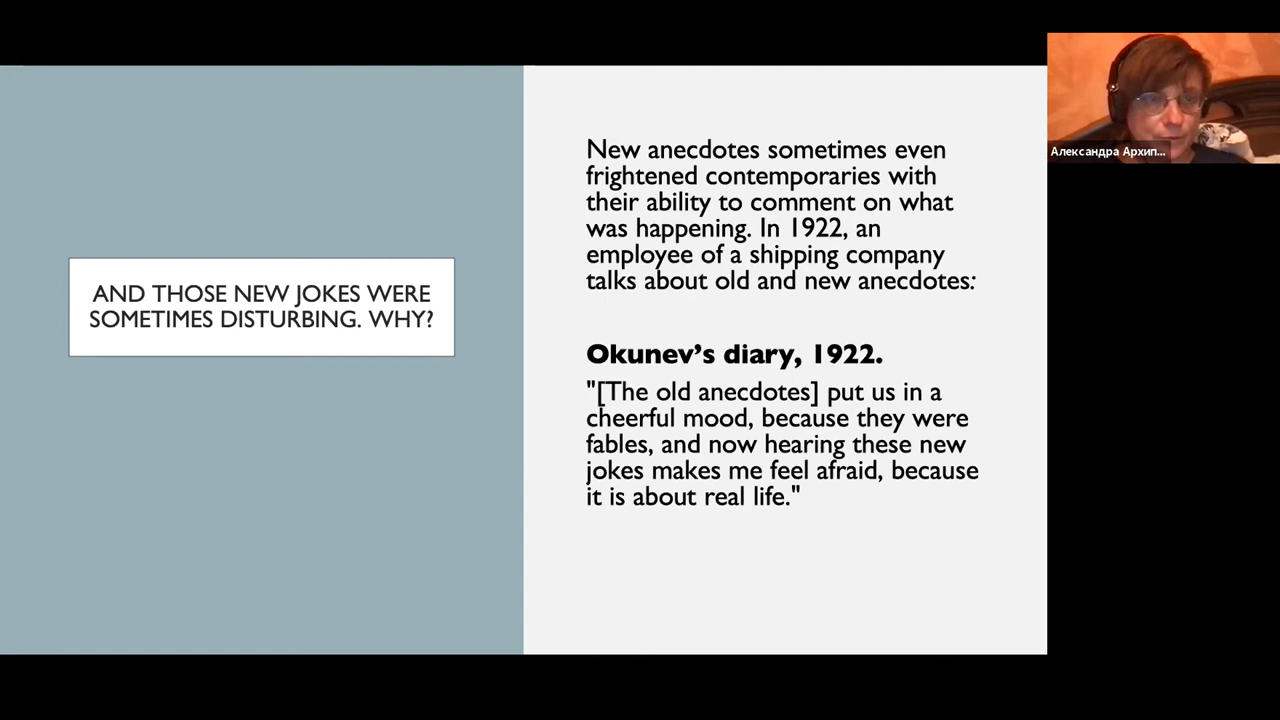 AND THOSE NEW JOKES WERE
SOMETIMES DISTURBING. WHY?
New anecdotes sometimes even
frightened contemporaries with
their ability to comment on what
was happening. In 1922, an
employee of a shipping company
talks about old and new anecdotes:
Okunev’s diary, 1922.
"[The old anecdotes] put us in a
cheerful mood, because they were
fables, and now hearing these new
jokes makes me feel afraid, because
it is about real life."
Александра Архип...